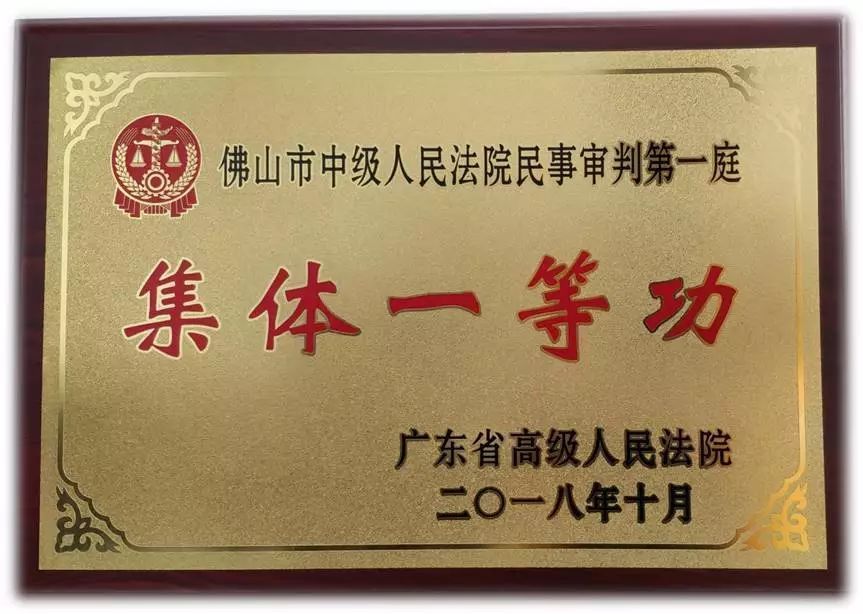 佛山市中级人民法院民事审判第一庭
集体一等功
广东省高级人民法院
二〇一八年十月